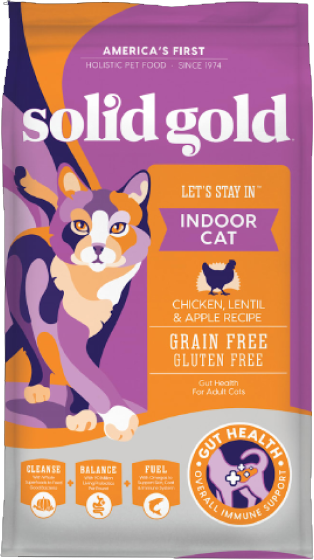 AMERICA'S FIRST
HOLISTIC PET FOOD · SINCE 1974
solid gold
LET'S STAY IN™
INDOOR
CAT
CHICKEN, LENTIL
& APPLE RECIPE
GRAIN FREE
GLUTEN FREE
Gut Health
For Adult Cats
GUT HEALTH
OVERALL IMMUNE SUPPORT
CLEANSE
BALANCE
FUEL